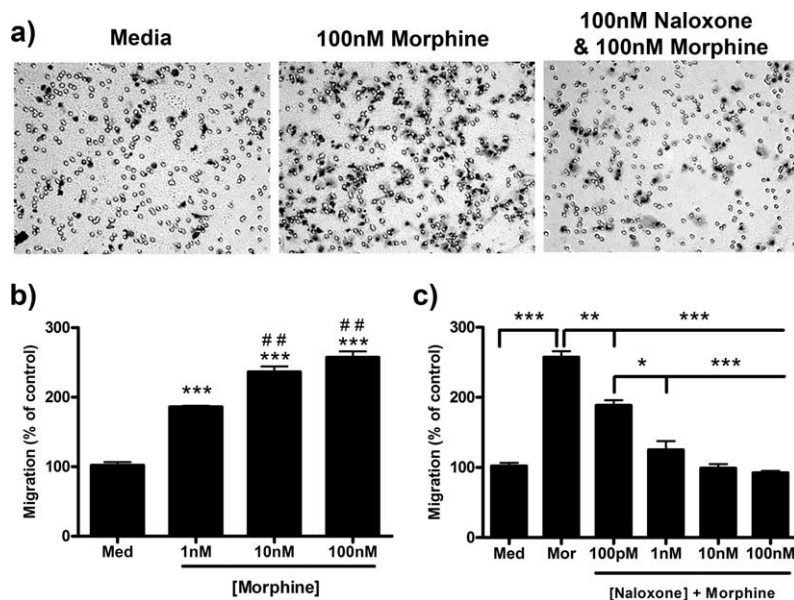 a)
Media
100nM Morphine
100nM Naloxone
& 100nM Morphine
b)
Migration (% of control)
300
200
100
0
***
##
***
##
***
Med
1nM
10nM
100nM
[Morphine]
c)
Migration (% of control)
300
200
100
0
***
**
***
*
***
Med
Mor
100pM
1nM
10nM
100nM
[Naloxone] + Morphine